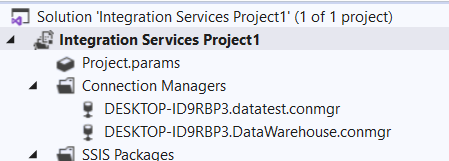 Solution 'Integration Services Project1' (1 of 1 project)
Integration Services Project1
Project.params
Connection Managers
DESKTOP-ID9RBP3.datatest.conmgr
DESKTOP-ID9RBP3.DataWarehouse.conmgr
SSIS Packages